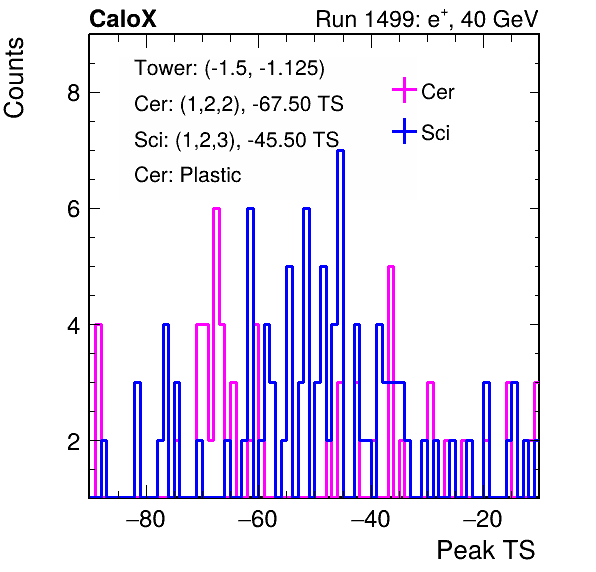 CaloX Run 1499: e⁺, 40 GeV
Counts
Tower: (-1.5, -1.125)
Cer: (1,2,2), -67.50 TS
Sci: (1,2,3), -45.50 TS
Cer: Plastic
Cer
Sci
8
6
4
2
−80 −60 −40 −20
Peak TS